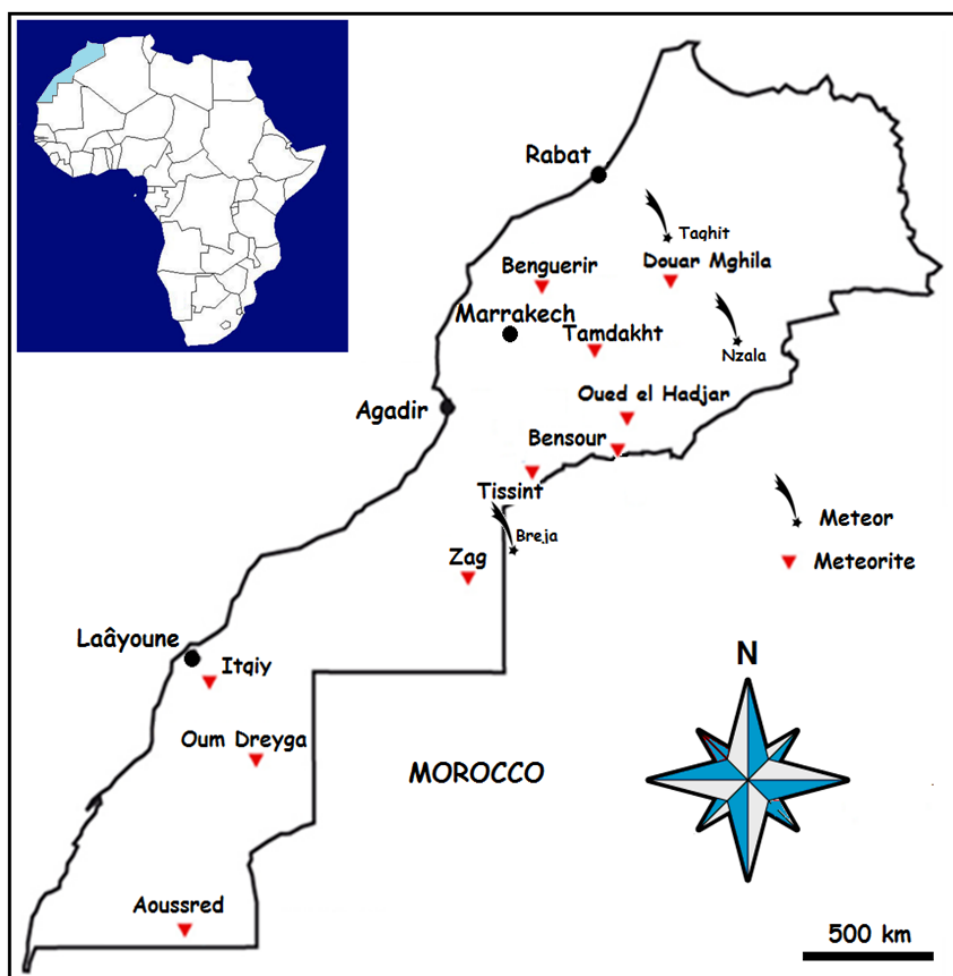 Rabat
Taqhit
Benguerir
Douar Mghila
Marrakech
Tamdakht
Nzala
Agadir
Oued el Hadjar
Bensour
Tissint
Meteor
Breja
Zag
Meteorite
Laâyoune
Itqiy
N
Oum Dreyga
MOROCCO
Aoussred
500 km